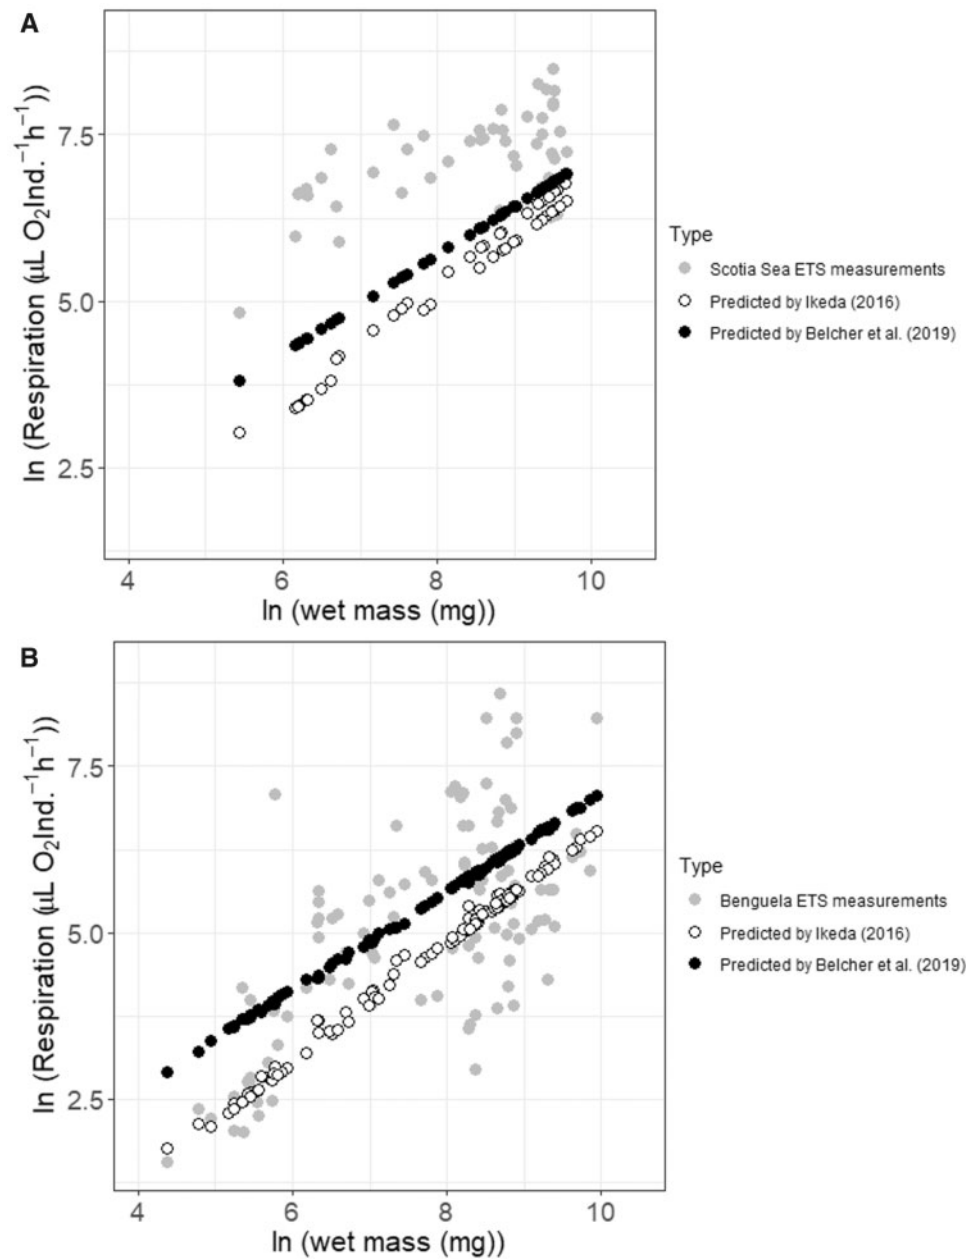 A
ln (Respiration (μL O₂Ind.⁻¹h⁻¹))
7.5
5.0
2.5
4 6 8 10
ln (wet mass (mg))
Type
Scotia Sea ETS measurements
Predicted by Ikeda (2016)
Predicted by Belcher et al. (2019)
B
ln (Respiration (μL O₂Ind.⁻¹h⁻¹))
7.5
5.0
2.5
4 6 8 10
ln (wet mass (mg))
Type
Benguela ETS measurements
Predicted by Ikeda (2016)
Predicted by Belcher et al. (2019)